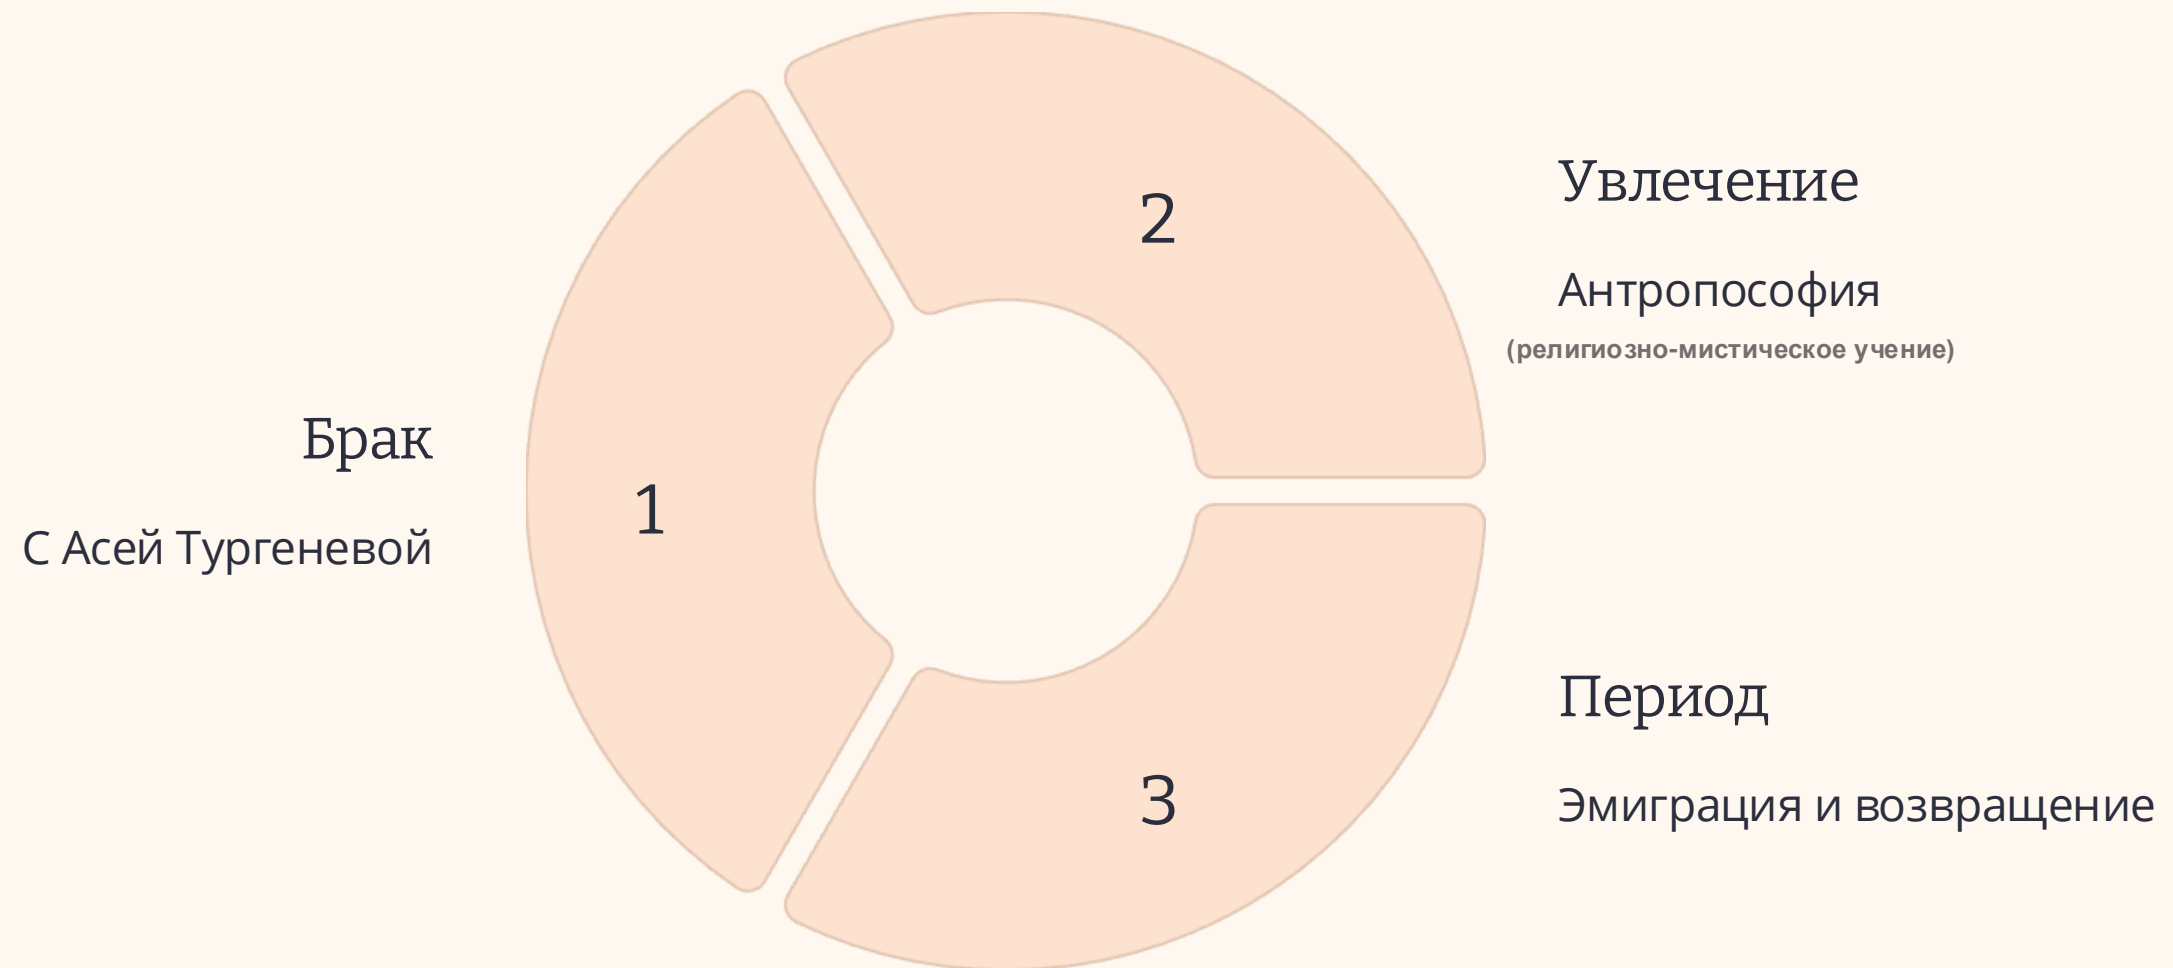 Брак
С Асей Тургеневой
1
2
Увлечение
Антропософия
(религиозно-мистическое учение)
3
Период
Эмиграция и возвращение